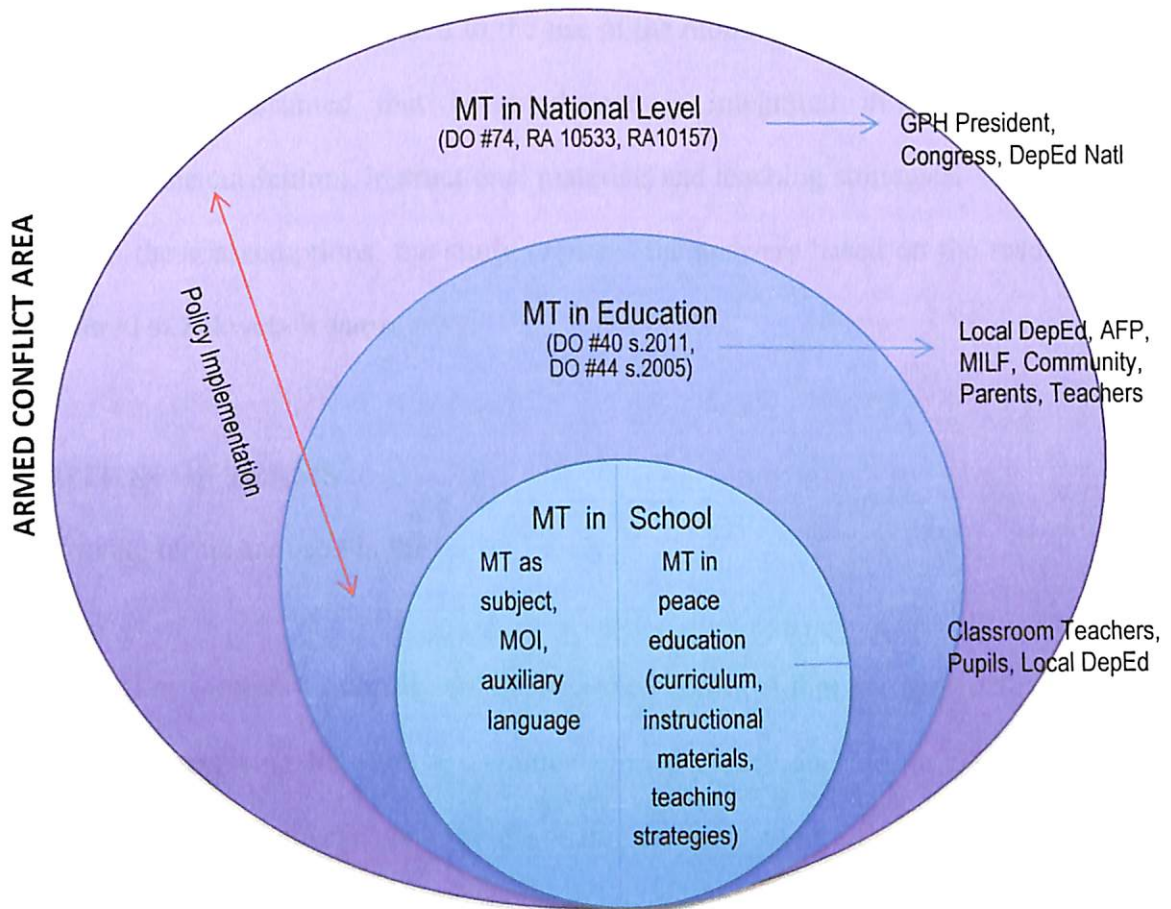 MT in National Level
(DO #74, RA 10533, RA10157)
GPH President,
Congress, DepEd Natl
ARMED CONFLICT AREA
Policy Implementation
MT in Education
(DO #40 s.2011,
DO #44 s.2005)
Local DepEd, AFP,
MILF, Community,
Parents, Teachers
MT in School
MT as
subject,
MOI,
auxiliary
language
MT in
peace
education
(curriculum,
instructional
materials,
teaching
strategies)
Classroom Teachers,
Pupils, Local DepEd